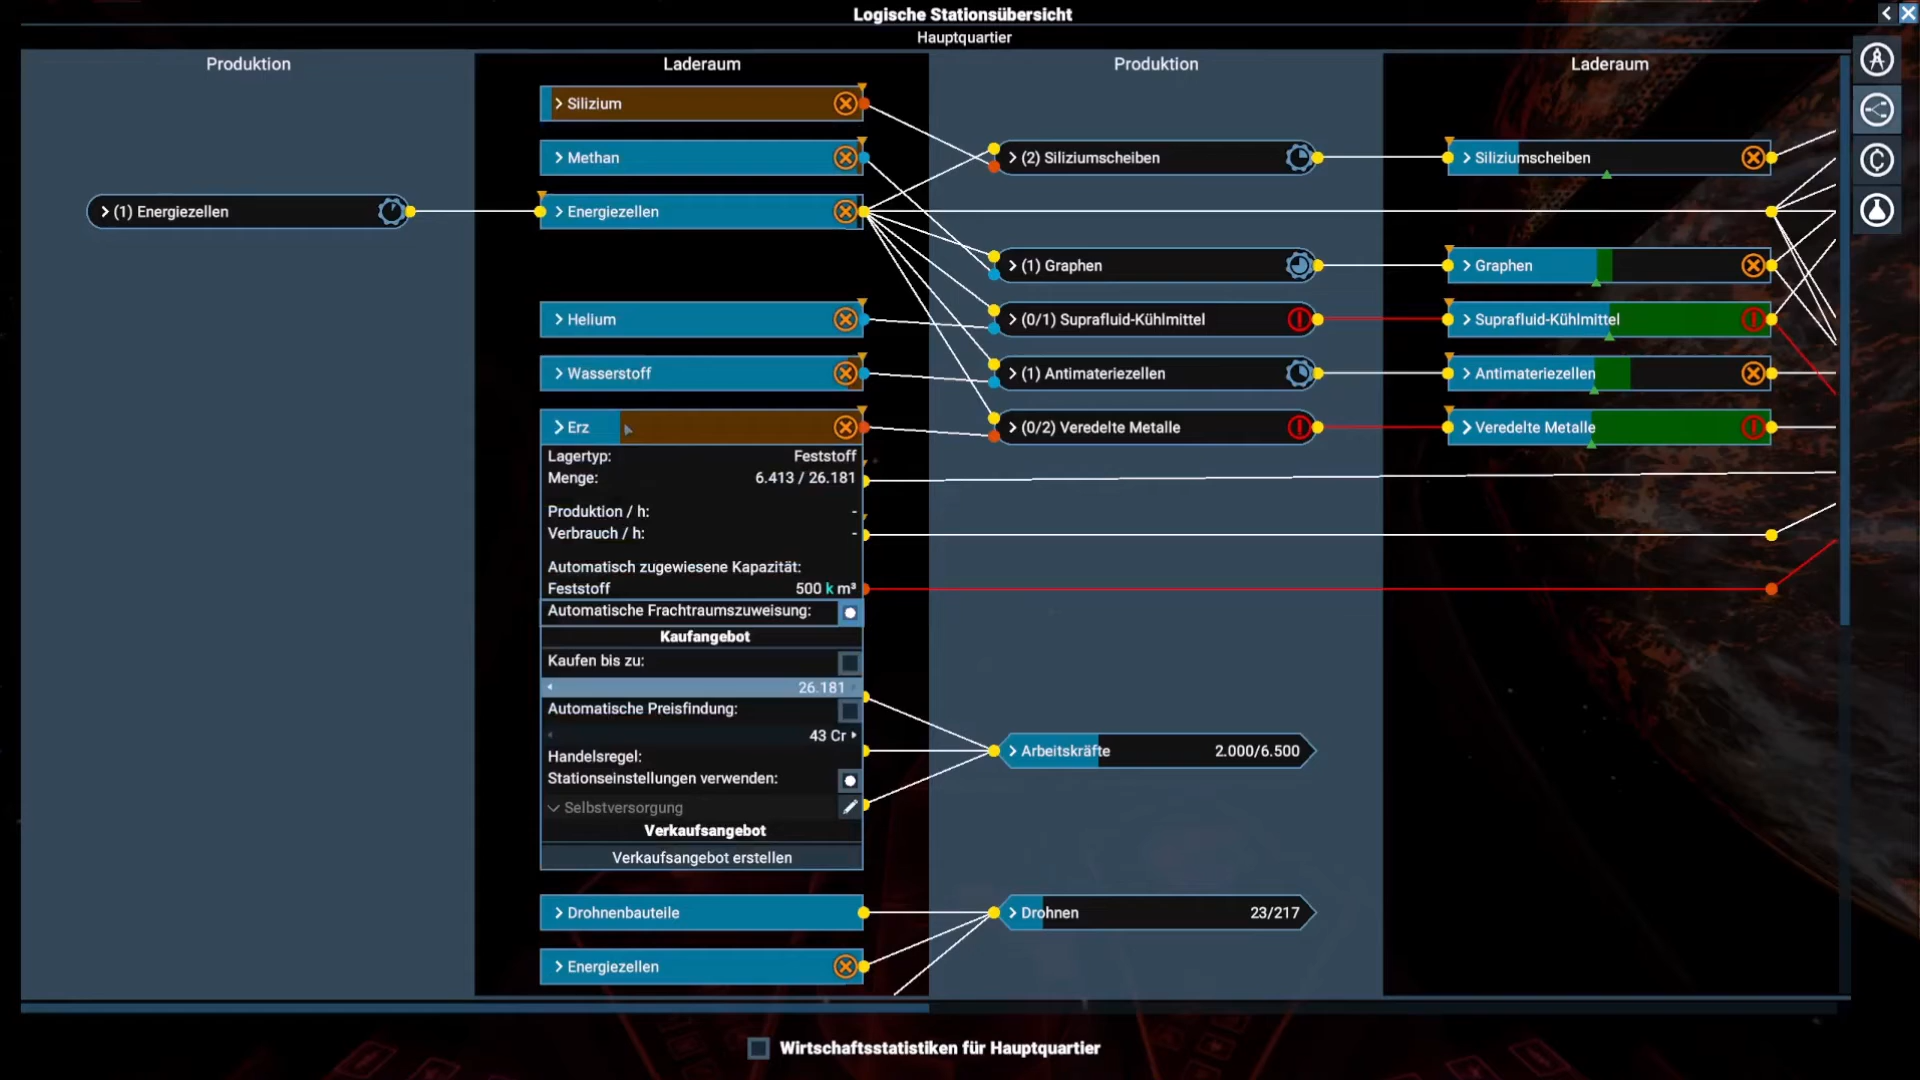 Logische Stationsübersicht
Hauptquartier
Produktion
Laderaum
Produktion
Laderaum
Silizium
Methan
(2) Siliziumscheiben
Siliziumscheiben
(1) Energiezellen
Energiezellen
(1) Graphen
Graphen
Helium
(0/1) Suprafluid-Kühlmittel
Suprafluid-Kühlmittel
Wasserstoff
(1) Antimateriezellen
Antimateriezellen
Erz
(0/2) Veredelte Metalle
Veredelte Metalle
Lagertyp: Feststoff
Menge: 6.413 / 26.181
Produktion / h: -
Verbrauch / h: -
Automatisch zugewiesene Kapazität:
Feststoff 500 k m³
Automatische Frachtraumszuweisung:
Kaufangebot
Kaufen bis zu:
26.181
Automatische Preisfindung:
43 Cr
Handelsregel:
Stationseinstellungen verwenden:
Selbstversorgung
Verkaufsangebot
Verkaufsangebot erstellen
Arbeitskräfte 2.000/6.500
Drohnenbauteile
Drohnen 23/217
Energiezellen
Wirtschaftsstatistiken für Hauptquartier